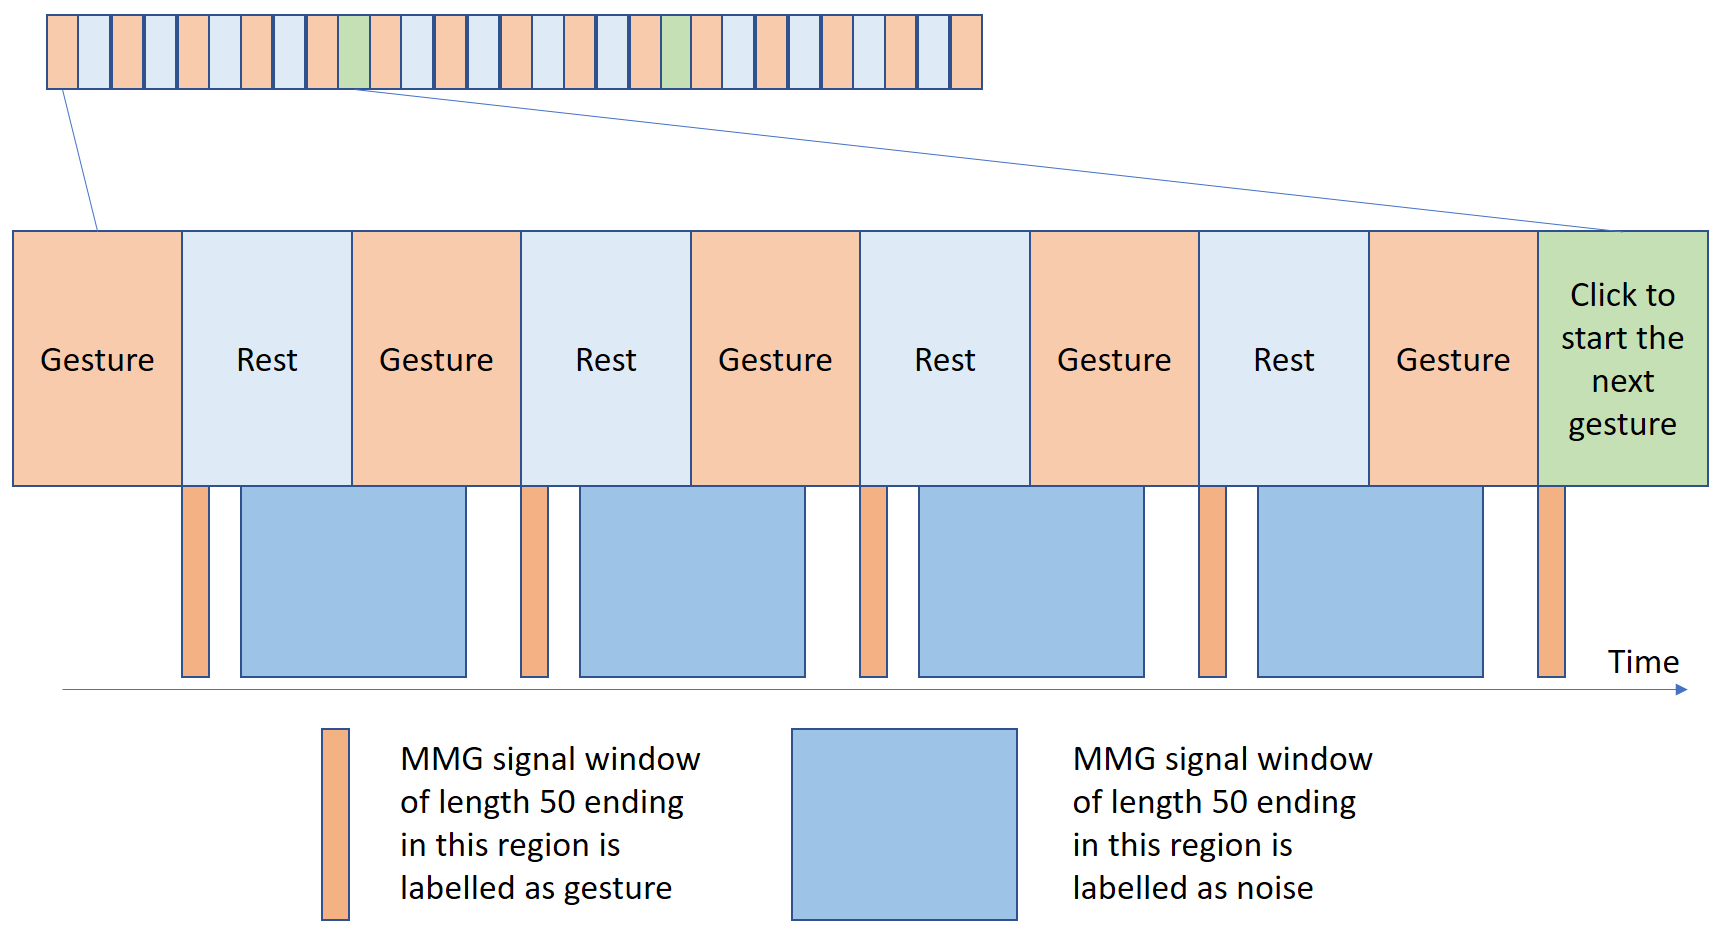 Gesture
Rest
Gesture
Rest
Gesture
Rest
Gesture
Rest
Gesture
Click to
start the
next
gesture
Time
MMG signal window
of length 50 ending
in this region is
labelled as gesture
MMG signal window
of length 50 ending
in this region is
labelled as noise